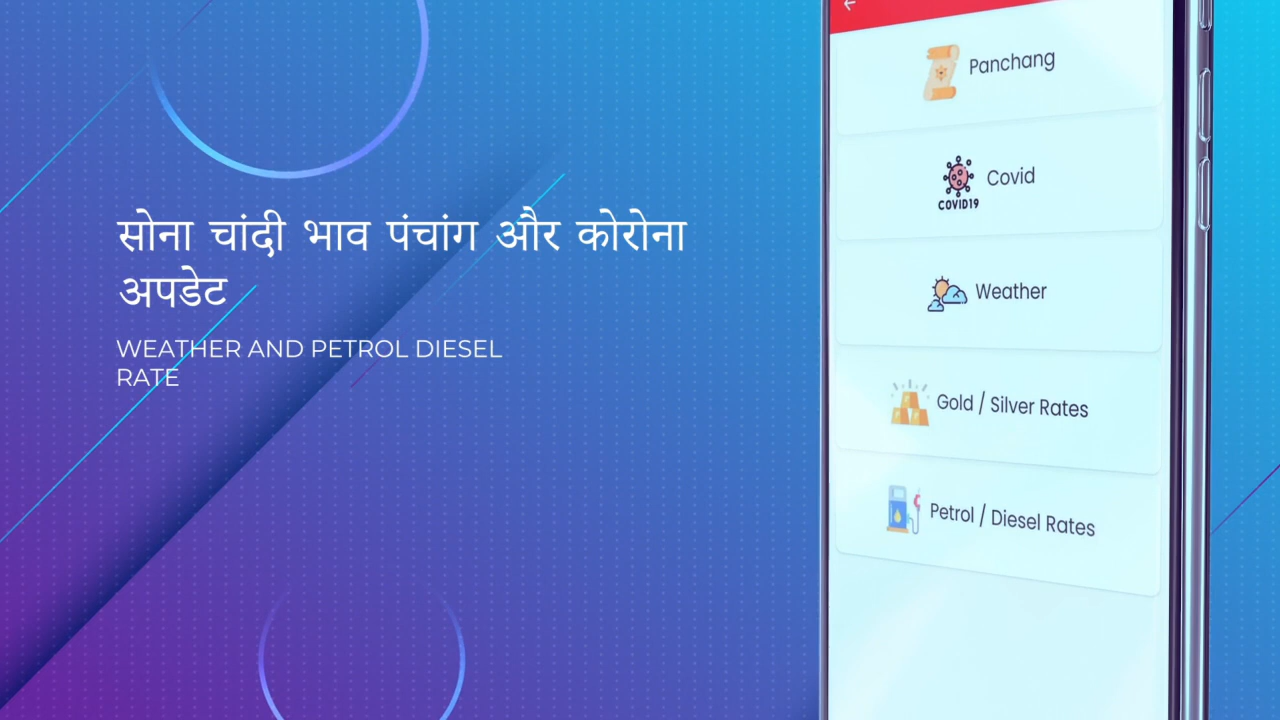 सोना चांदी भाव पंचांग और कोरोना
अपडेट
WEATHER AND PETROL DIESEL
RATE
Panchang
COVID19
Covid
Weather
Gold / Silver Rates
Petrol / Diesel Rates